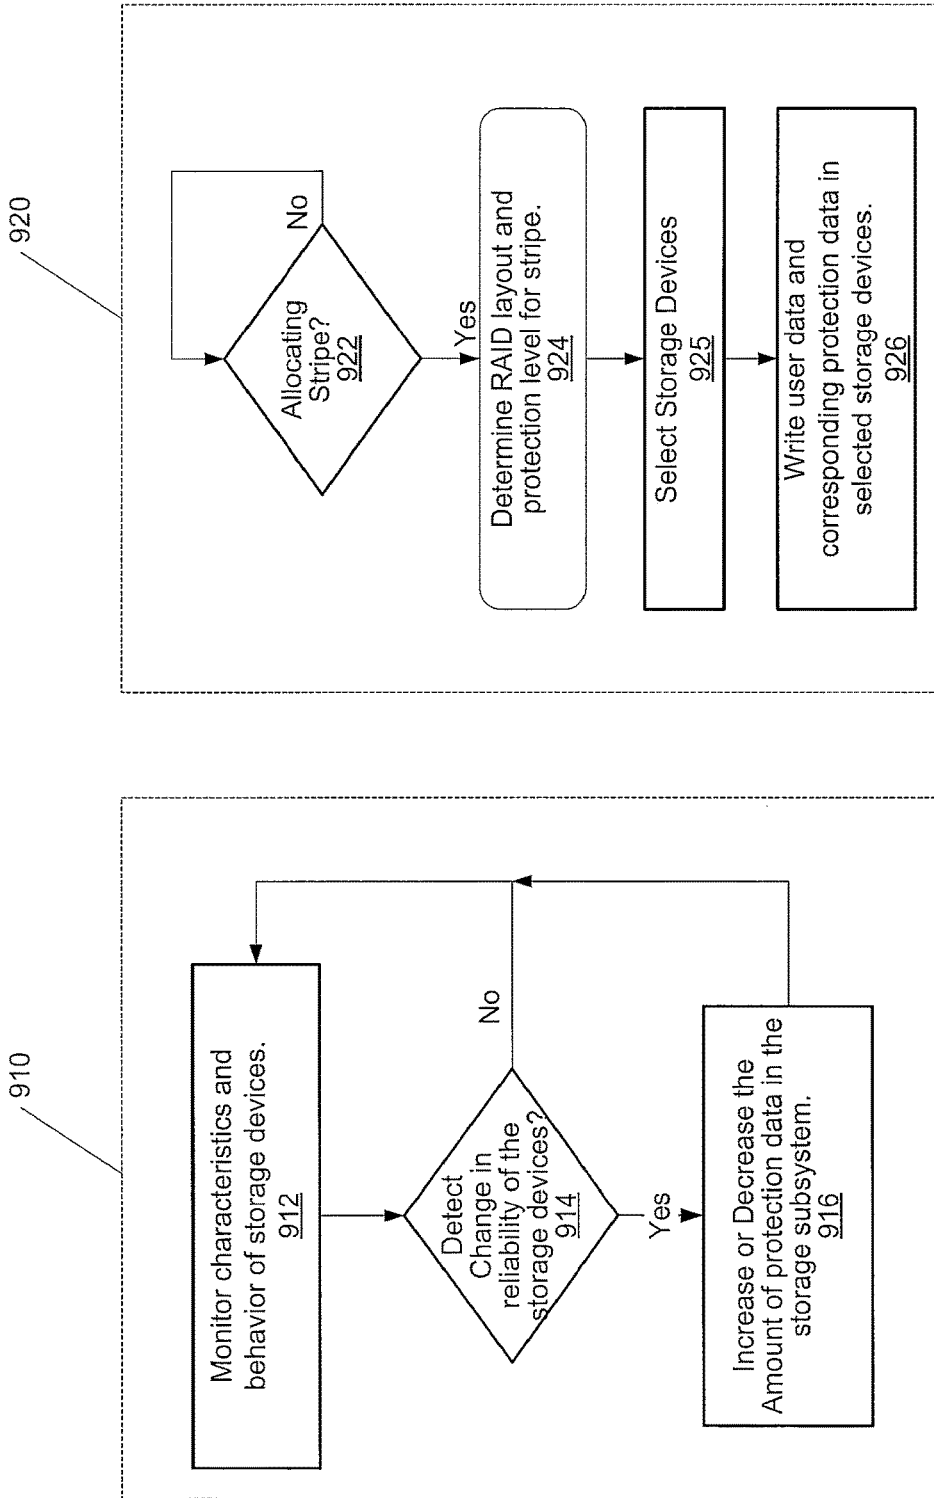 910
Monitor characteristics and
behavior of storage devices.
912
Detect
Change in
reliability of the
storage devices?
914
No
Yes
Increase or Decrease the
Amount of protection data in the
storage subsystem.
916
920
Allocating
Stripe?
922
No
Yes
Determine RAID layout and
protection level for stripe.
924
Select Storage Devices
925
Write user data and
corresponding protection data in
selected storage devices.
926